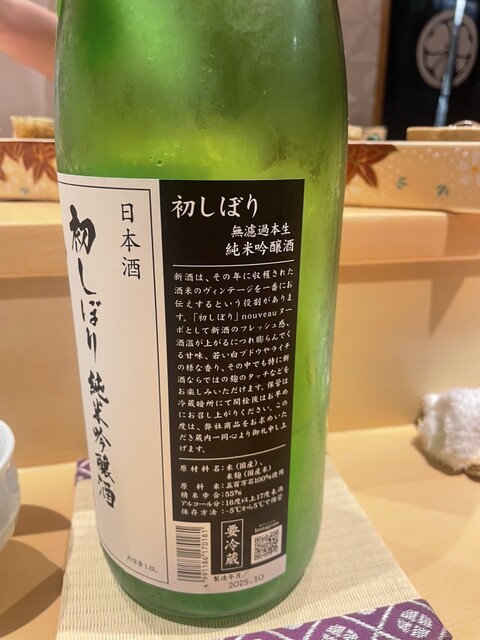 日本酒
初しぼり 純米吟醸酒
内容量1.8L
初しぼり
無濾過本生
純米吟醸酒
新酒は、その年に収穫された
酒米のヴィンテージを一番にお
伝えするという役割がありま
す。「初しぼり」nouveau ヌー
ボとして新酒のフレッシュ感、
酒温が上がるにつれ膨らんでく
る甘味、若い白ブドウやライチ
の様な香り、その中でも特に新
酒ならではの麹のタッチなどを
お楽しみいただけます。保管は
冷蔵暗所にて開栓後はお早め
にお召し上がりください。この
度は、弊社商品をお求めいた
だき蔵内一同心より御礼申し上
げます。
原材料名:米(国産)、
米麹(国産米)
原料米:五百万石100%使用
精米歩合:55%
アルコール分:16度以上17度未満
保存方法:-5℃から5℃で保管
要冷蔵
4991186170181
製造年月/
2025.10